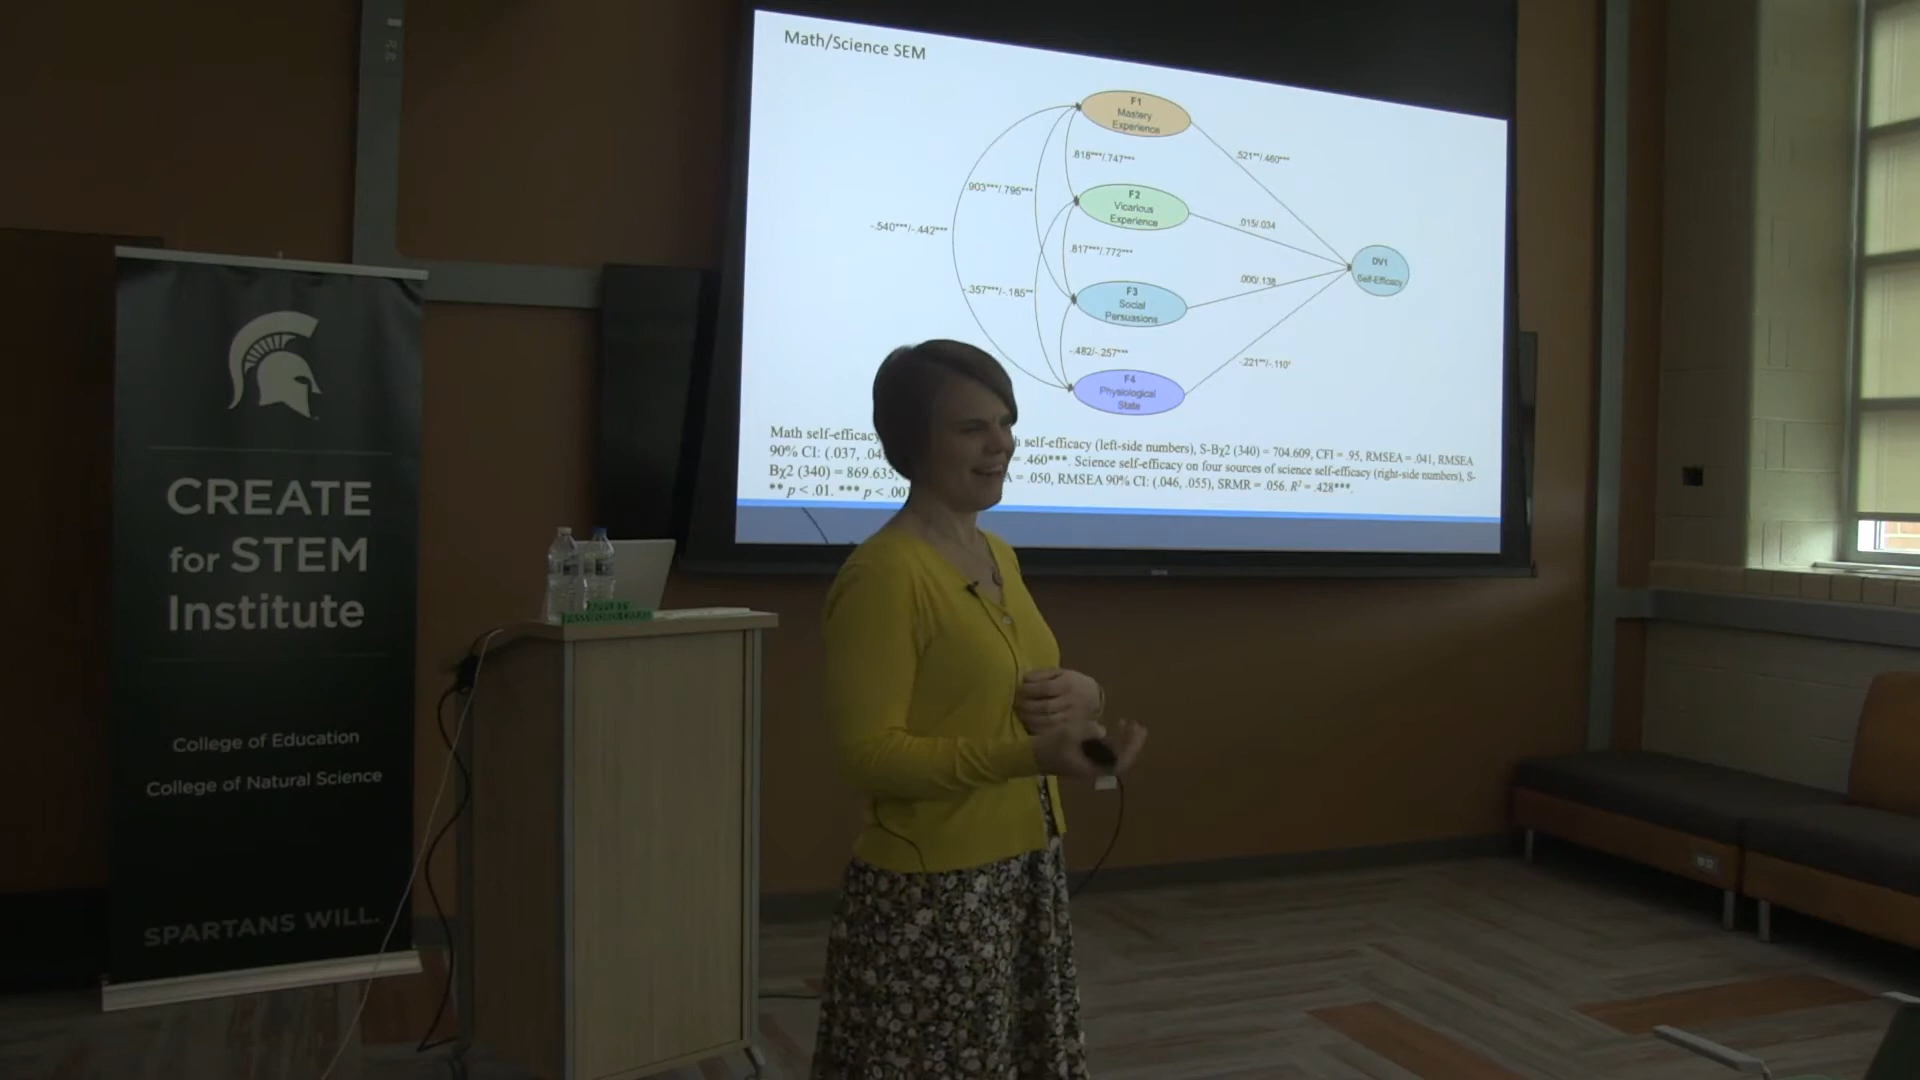 Math/Science SEM
F1
Mastery
Experience
.521**/.460***
.818***/.747***
.903***/.795***
F2
Vicarious
Experience
.015/.034
-.540***/-.442***
.817***/.772***
DV1
Self-Efficacy
.000/.138
-.357***/-.185**
F3
Social
Persuasions
-.482/-.257***
-.221**/-.110*
F4
Physiological
State
Math self-efficacy self-efficacy (left-side numbers), S-Bχ2 (340) = 704.609, CFI = .95, RMSEA = .041, RMSEA
90% CI: (.037, .04 = .460***. Science self-efficacy on four sources of science self-efficacy (right-side numbers), S-
Bχ2 (340) = 869.635, = .050, RMSEA 90% CI: (.046, .055), SRMR = .056. R² = .428***.
** p < .01. *** p < .001
CREATE
for STEM
Institute
College of Education
College of Natural Science
SPARTANS WILL.